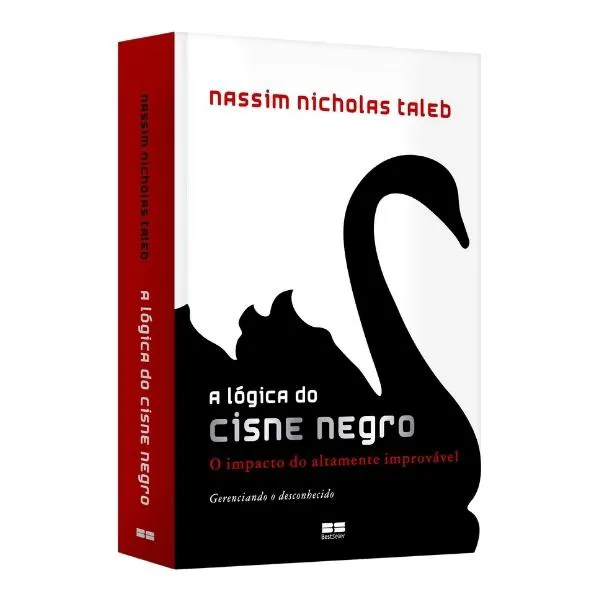 nassim nicholas taleb
A lógica do
cisne negro
O impacto do altamente improvável
Gerenciando o desconhecido
BestSeller
nassim nicholas taleb
A lógica do cisne negro